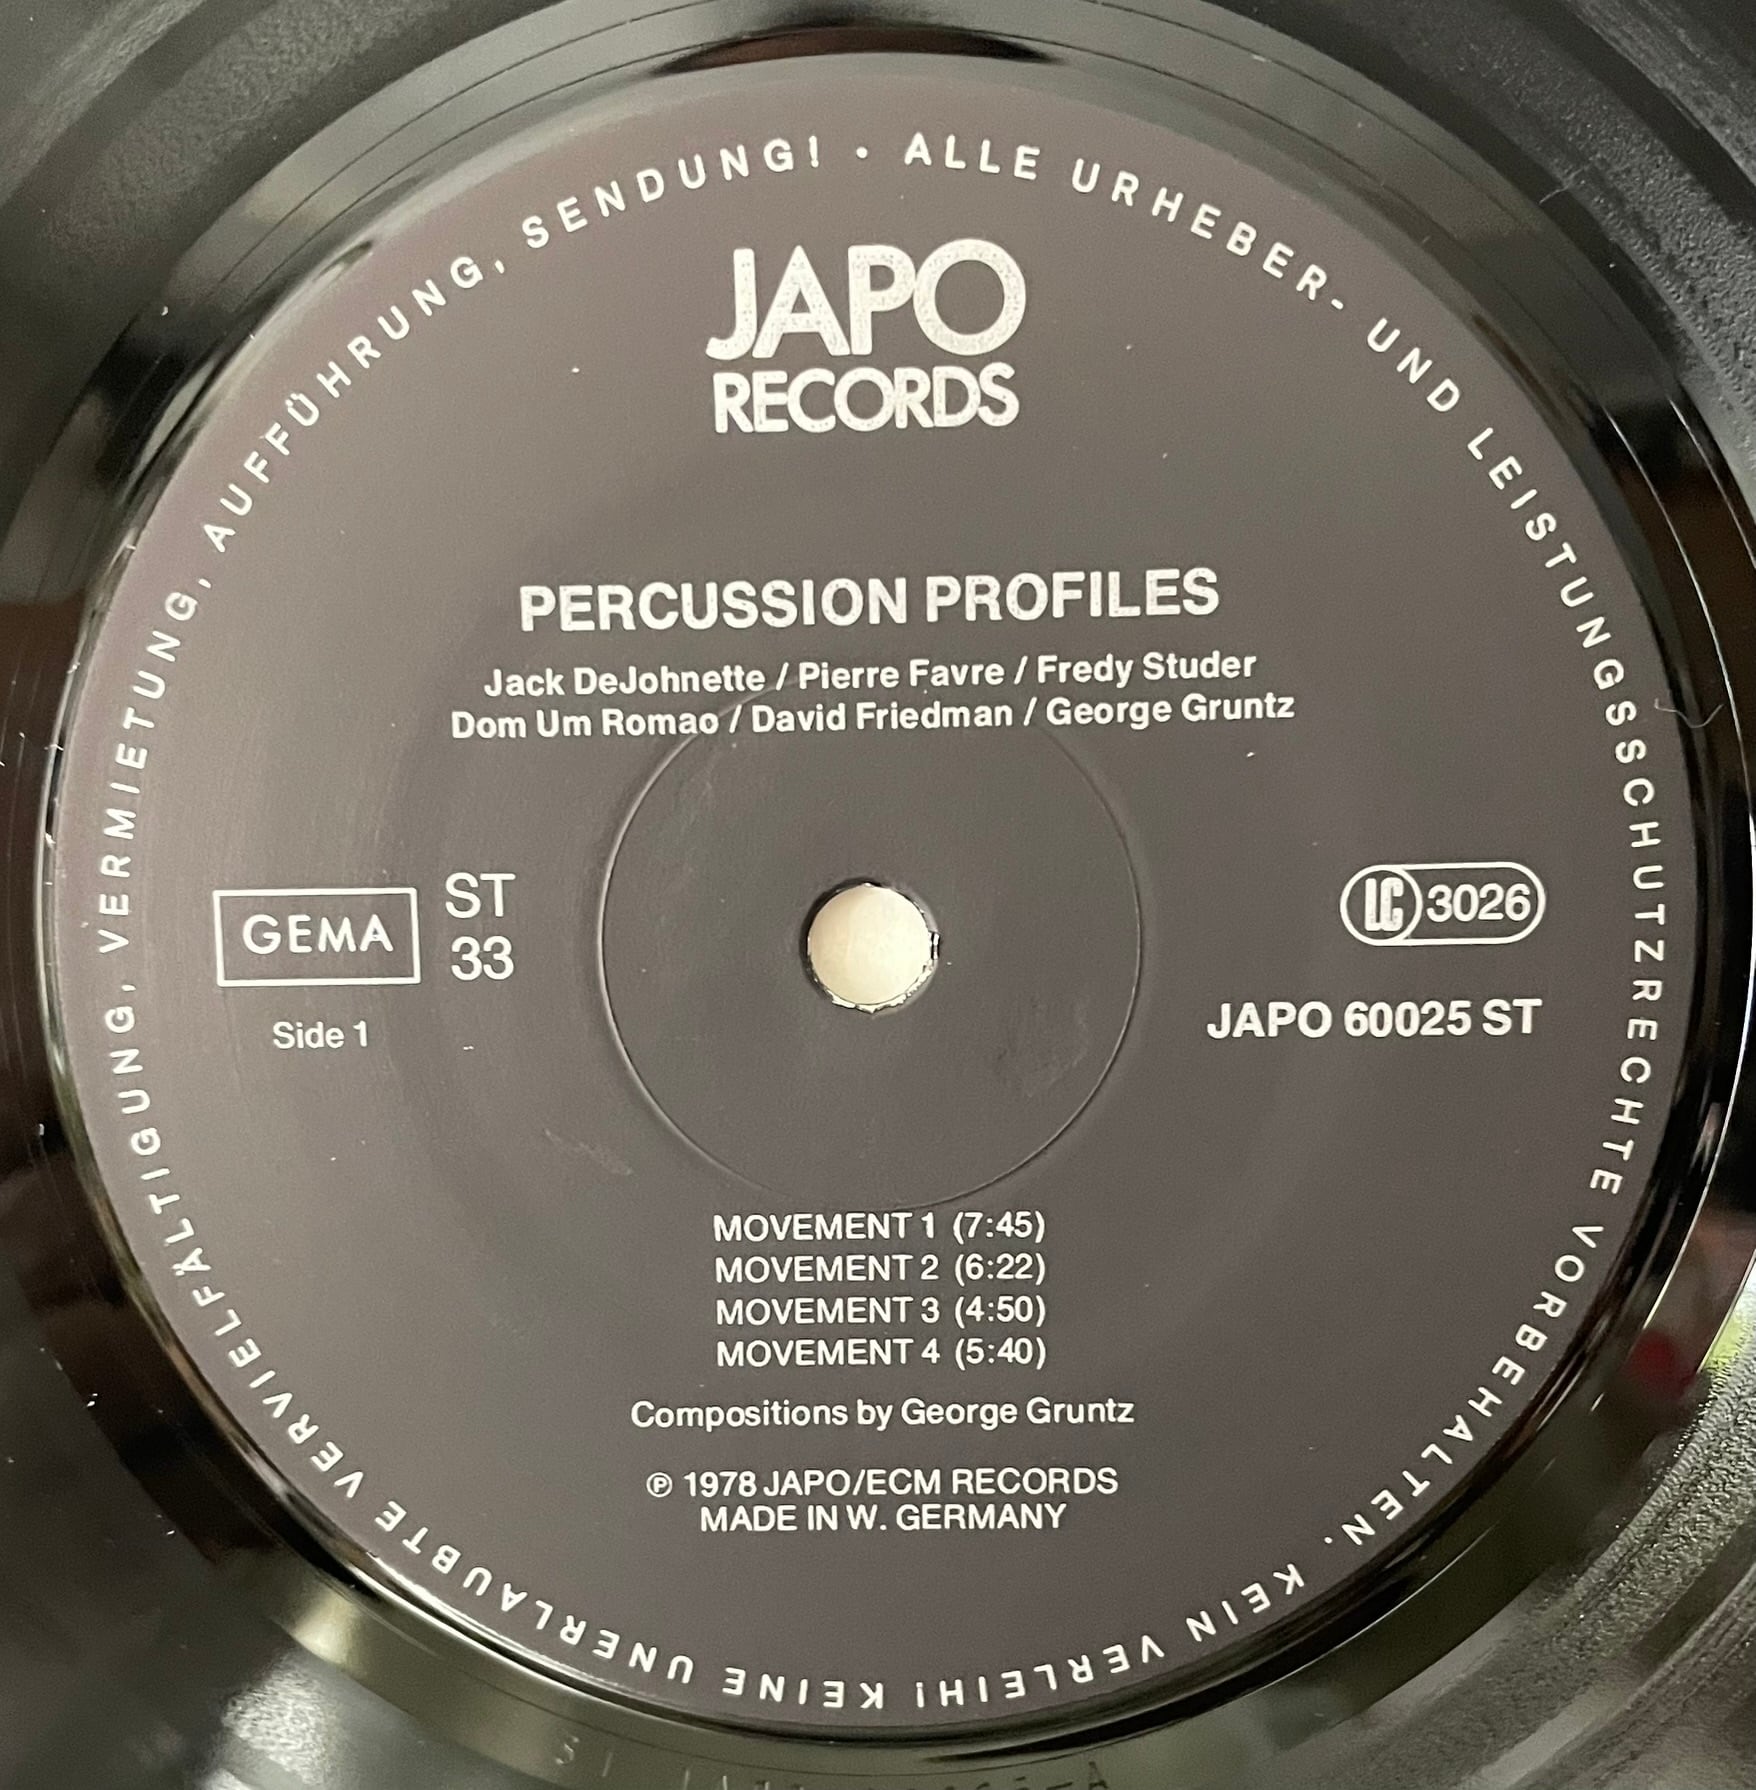 ALLE URHEBER- UND LEISTUNGSSCHUTZRECHTE VORBEHALTEN. KEIN VERLEIH! KEINE UNERLAUBTE VERVIELFÄLTIGUNG, VERMIETUNG, AUFFÜHRUNG, SENDUNG! •
JAPO
RECORDS
PERCUSSION PROFILES
Jack DeJohnette / Pierre Favre / Fredy Studer
Dom Um Romao / David Friedman / George Gruntz
GEMA
ST
33
Side 1
LC 3026
JAPO 60025 ST
MOVEMENT 1 (7:45)
MOVEMENT 2 (6:22)
MOVEMENT 3 (4:50)
MOVEMENT 4 (5:40)
Compositions by George Gruntz
℗ 1978 JAPO/ECM RECORDS
MADE IN W. GERMANY